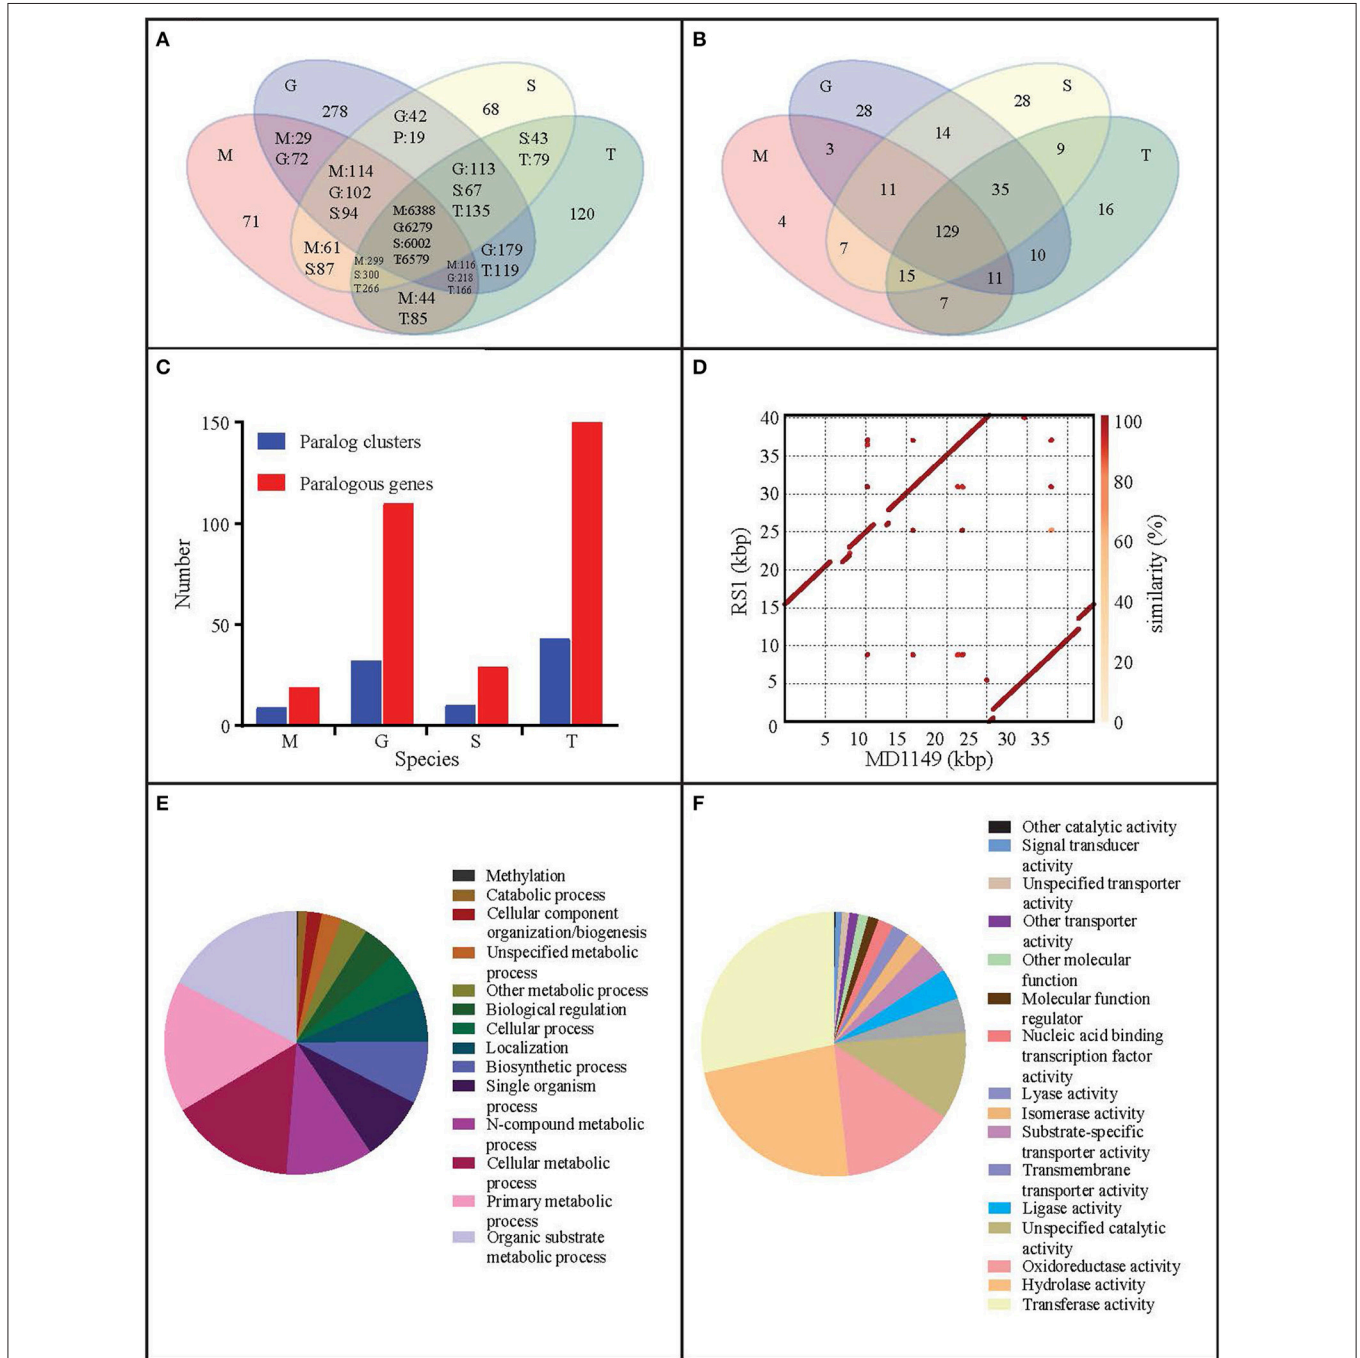 A
G
278
G:42
P:19
68
S
M
M:29
G:72
M:114
G:102
S:94
G:113
S:67
T:135
S:43
T:79
T
71
M:6388
G:6279
S:6002
T:6579
120
M:61
S:87
M:299
S:300
T:266
M:116
G:218
T:166
G:179
T:119
M:44
T:85
B
G
28
14
28
S
M
3
9
T
4
11
35
16
129
7
15
11
10
7
C
150
100
50
0
Number
Paralog clusters
Paralogous genes
M G S T
Species
D
40
35
30
25
20
15
10
5
0
RS1 (kbp)
5 10 15 20 25 30 35
MD1149 (kbp)
100
80
60
40
20
0
similarity (%)
E
Methylation
Catabolic process
Cellular component
organization/biogenesis
Unspecified metabolic
process
Other metabolic process
Biological regulation
Cellular process
Localization
Biosynthetic process
Single organism
process
N-compound metabolic
process
Cellular metabolic
process
Primary metabolic
process
Organic substrate
metabolic process
F
Other catalytic activity
Signal transducer
activity
Unspecified transporter
activity
Other transporter
activity
Other molecular
function
Molecular function
regulator
Nucleic acid binding
transcription factor
activity
Lyase activity
Isomerase activity
Substrate-specific
transporter activity
Transmembrane
transporter activity
Ligase activity
Unspecified catalytic
activity
Oxidoreductase activity
Hydrolase activity
Transferase activity